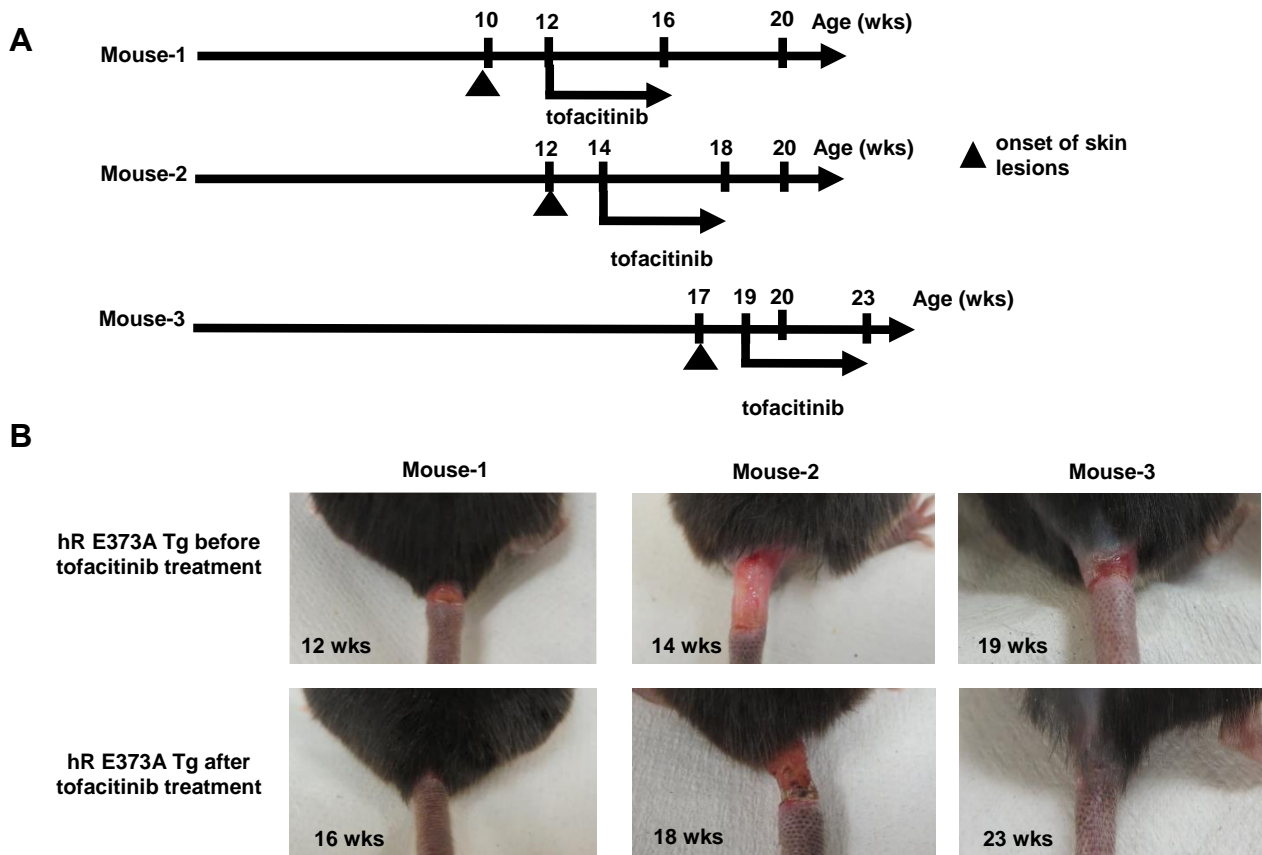 A
10 12 16 20 Age (wks)
Mouse-1
tofacitinib
12 14 18 20 Age (wks)
Mouse-2
tofacitinib
onset of skin
lesions
17 19 20 23 Age (wks)
Mouse-3
tofacitinib
B
Mouse-1 Mouse-2 Mouse-3
hR E373A Tg before
tofacitinib treatment
12 wks 14 wks 19 wks
hR E373A Tg after
tofacitinib treatment
16 wks 18 wks 23 wks